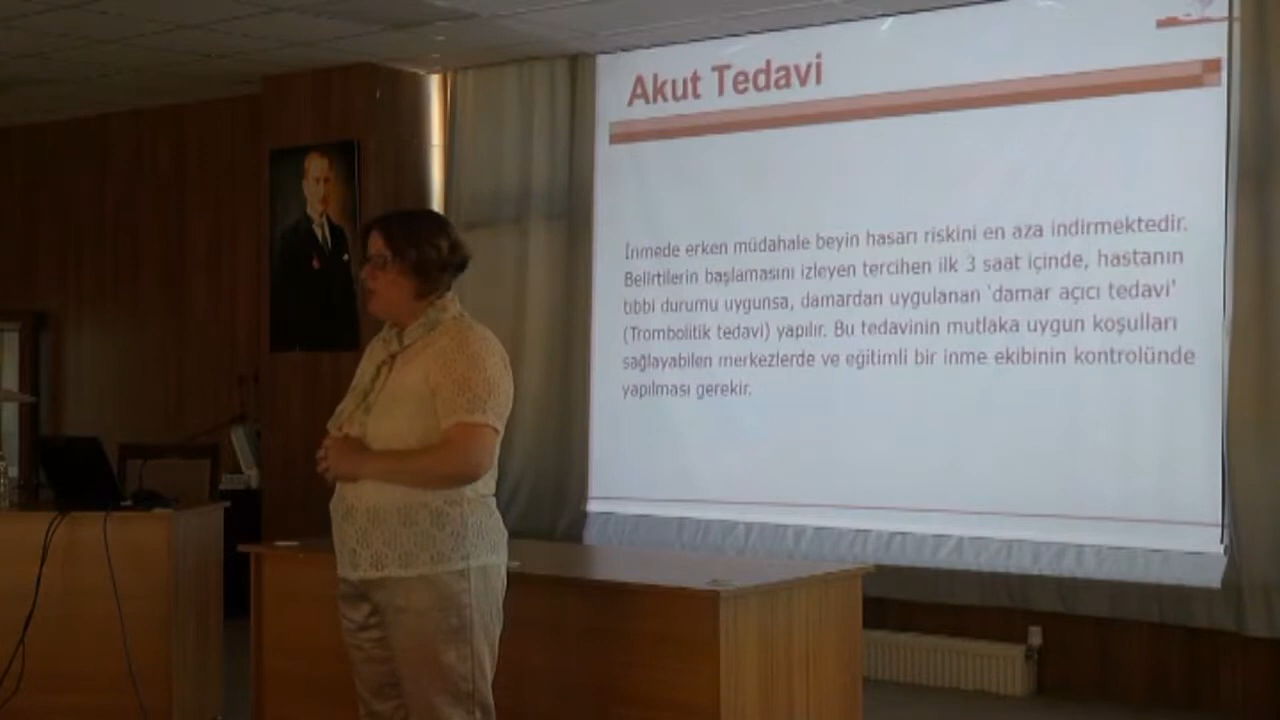 Akut Tedavi
İnmede erken müdahale beyin hasarı riskini en aza indirmektedir.
Belirtilerin başlamasını izleyen tercihen ilk 3 saat içinde, hastanın
tıbbi durumu uygunsa, damardan uygulanan 'damar açıcı tedavi'
(Trombolitik tedavi) yapılır. Bu tedavinin mutlaka uygun koşulları
sağlayabilen merkezlerde ve eğitimli bir inme ekibinin kontrolünde
yapılması gerekir.